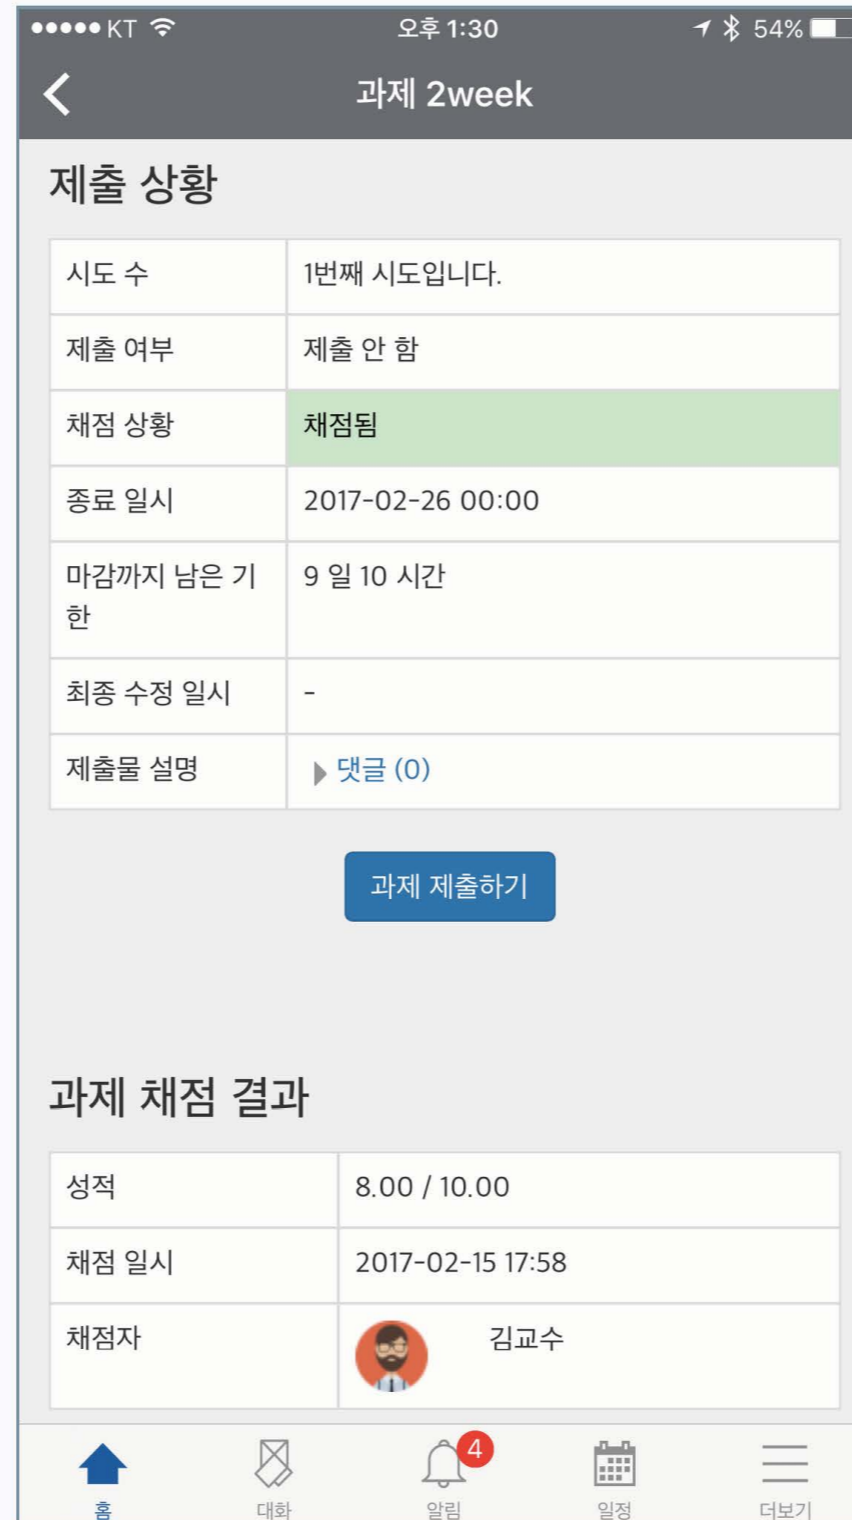 KT 오후 1:30 54%
과제 2week
제출 상황
시도 수 1번째 시도입니다.
제출 여부 제출 안 함
채점 상황 채점됨
종료 일시 2017-02-26 00:00
마감까지 남은 기 9 일 10 시간
한
최종 수정 일시 -
제출물 설명 댓글 (0)
과제 제출하기
과제 채점 결과
성적 8.00 / 10.00
채점 일시 2017-02-15 17:58
채점자 김교수
4
홈 대화 알림 일정 더보기